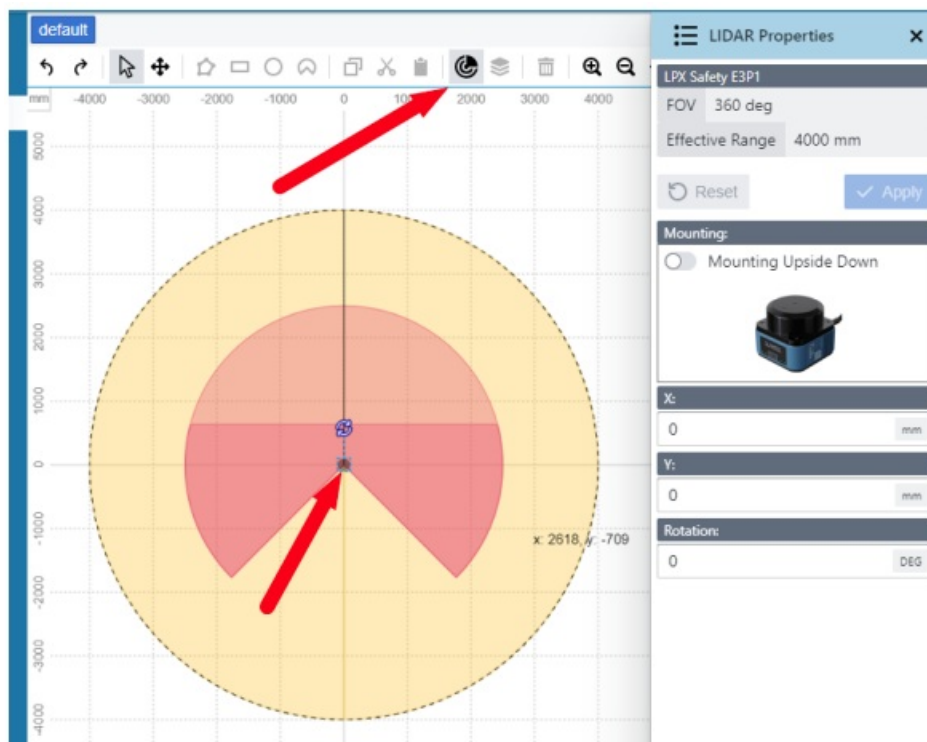 default
LIDAR Properties
LPX Safety E3P1
FOV 360 deg
Effective Range 4000 mm
Reset Apply
Mounting:
Mounting Upside Down
LIDAR
X:
0 mm
Y:
0 mm
Rotation:
0 DEG
mm -4000 -3000 -2000 -1000 0 1000 2000 3000 4000
5000
4000
3000
2000
1000
0
-1000
-2000
-3000
-4000
x: 2618, y: -709